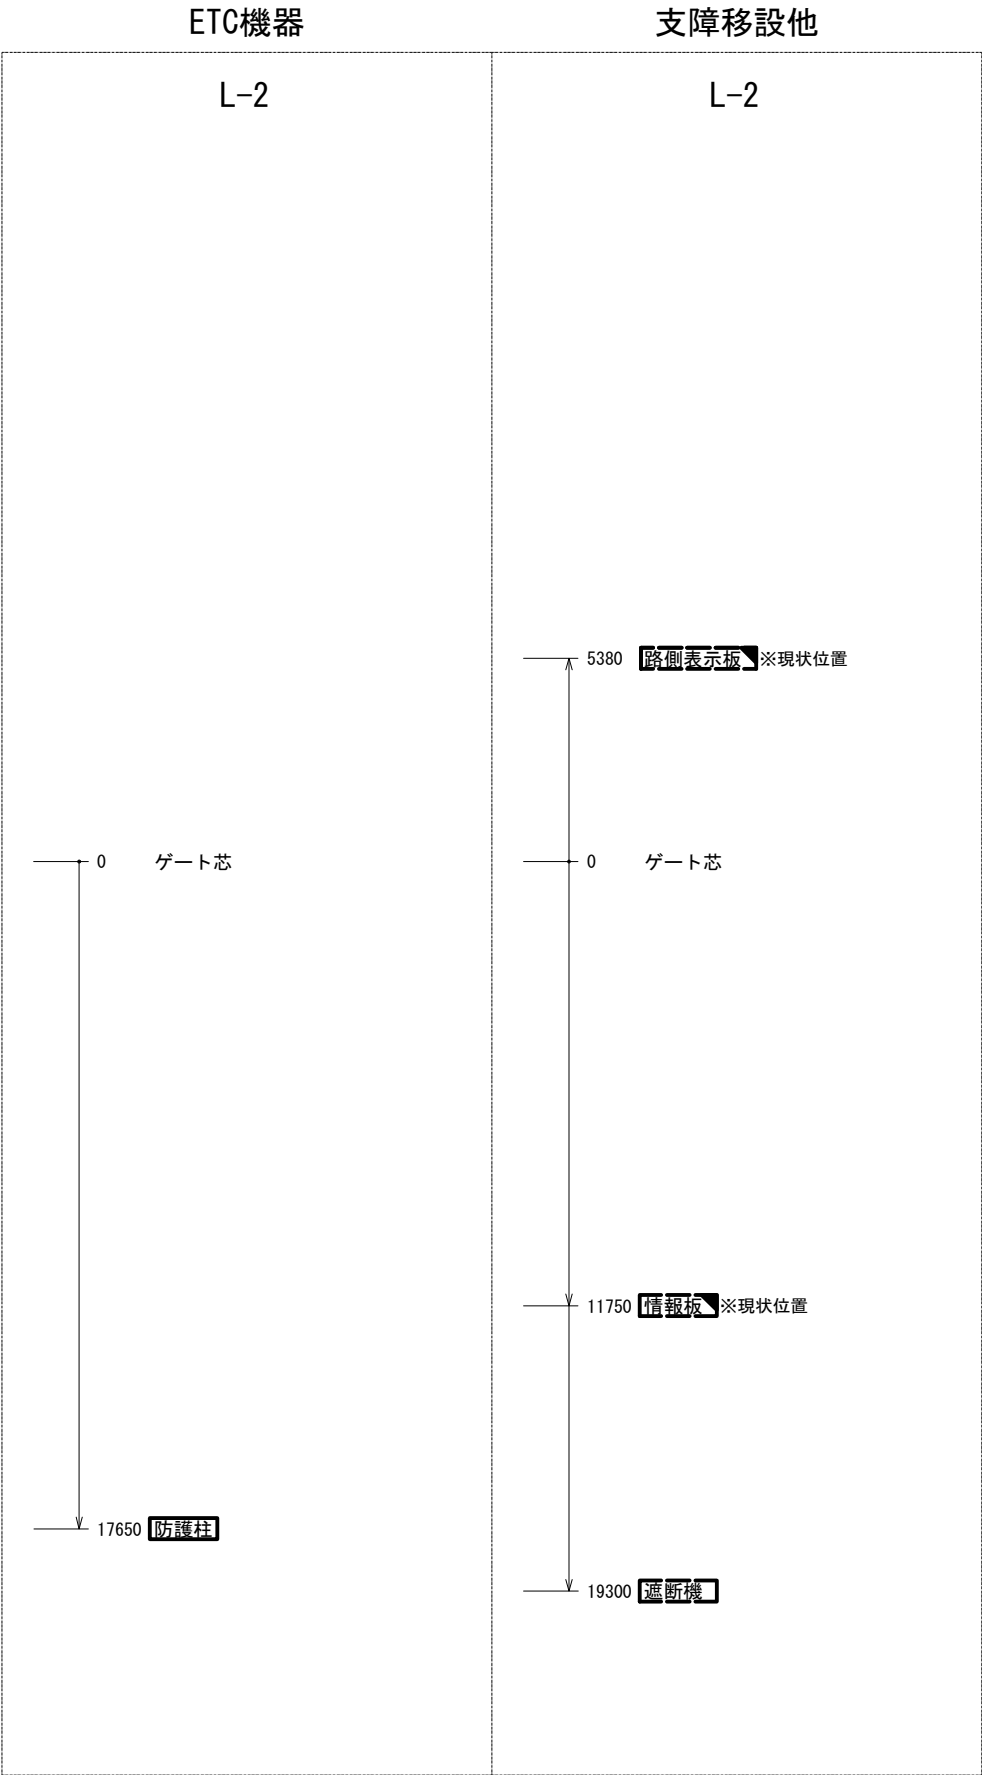 ETC機器
支障移設他
L-2
L-2
5380 路側表示板 ※現状位置
0 ゲート芯
0 ゲート芯
11750 情報板 ※現状位置
17650 防護柱
19300 遮断機